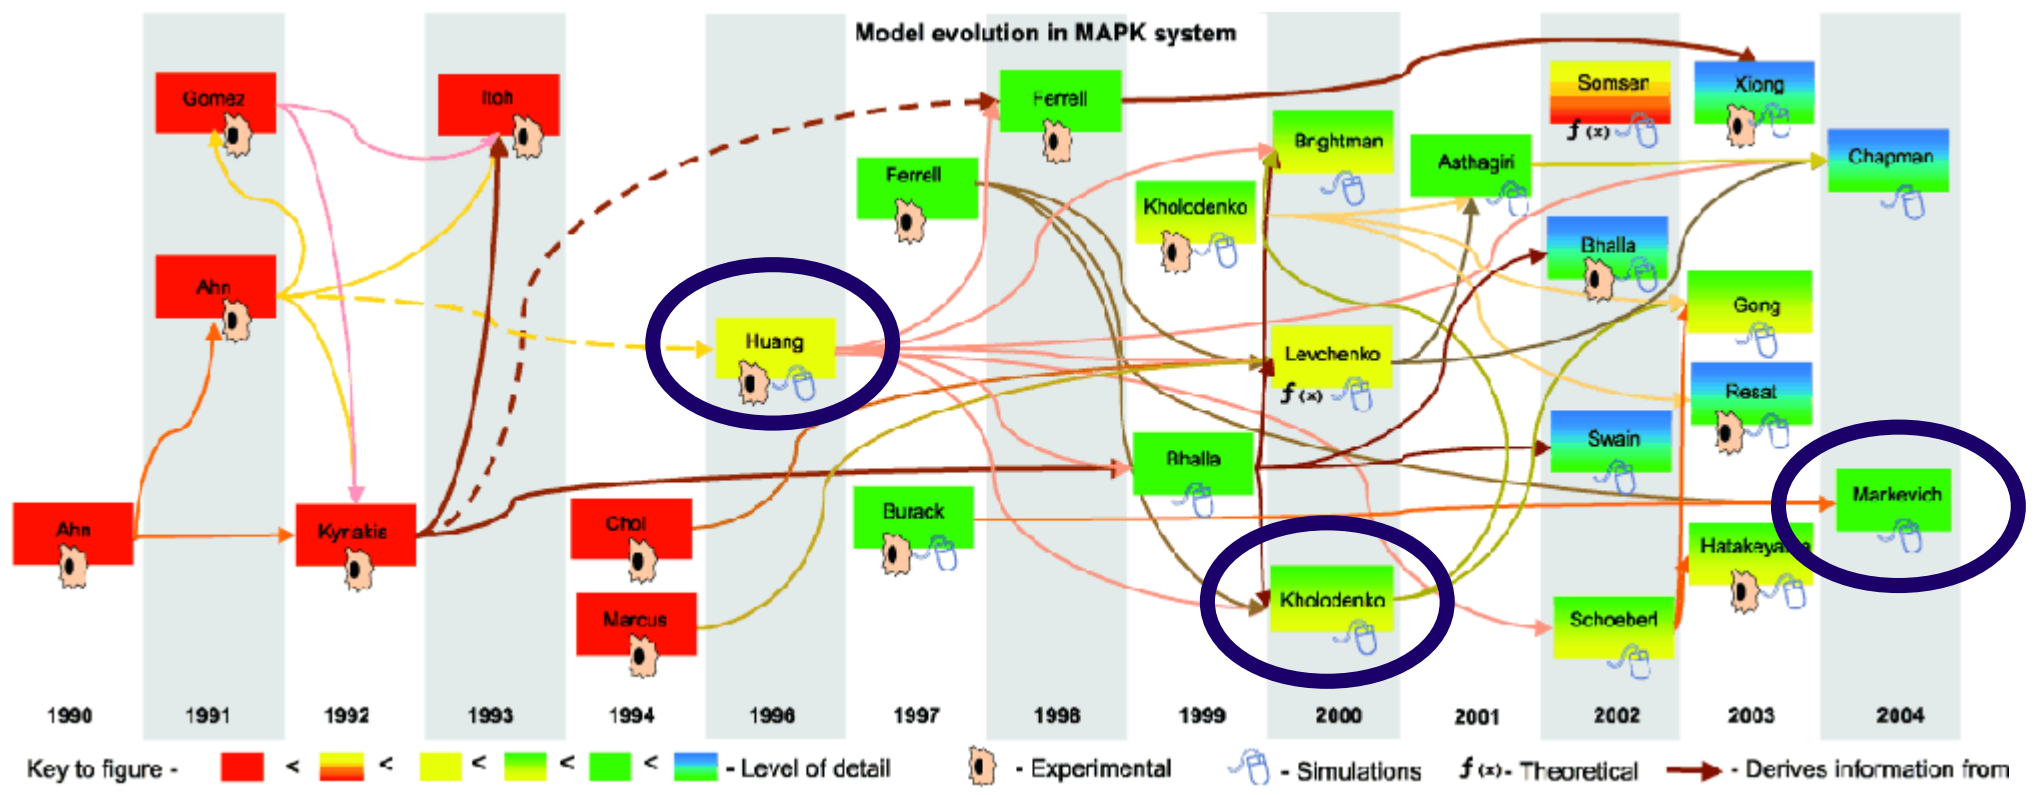 Model evolution in MAPK system
Gomez
Itoh
Ferrell
Somsen
f(x)
Xiong
Brightman
Asthagiri
Chapman
Ferrell
Kholodenko
Bhalla
Ahn
Gong
Huang
Levchenko
f(x)
Resat
Swain
Bhalla
Markevich
Ahn
Kyriakis
Choi
Burack
Hatakeyama
Kholodenko
Marcus
Schoeberl
1990 1991 1992 1993 1994 1996 1997 1998 1999 2000 2001 2002 2003 2004
Key to figure - < < < < < - Level of detail - Experimental - Simulations f(x)- Theoretical - Derives information from